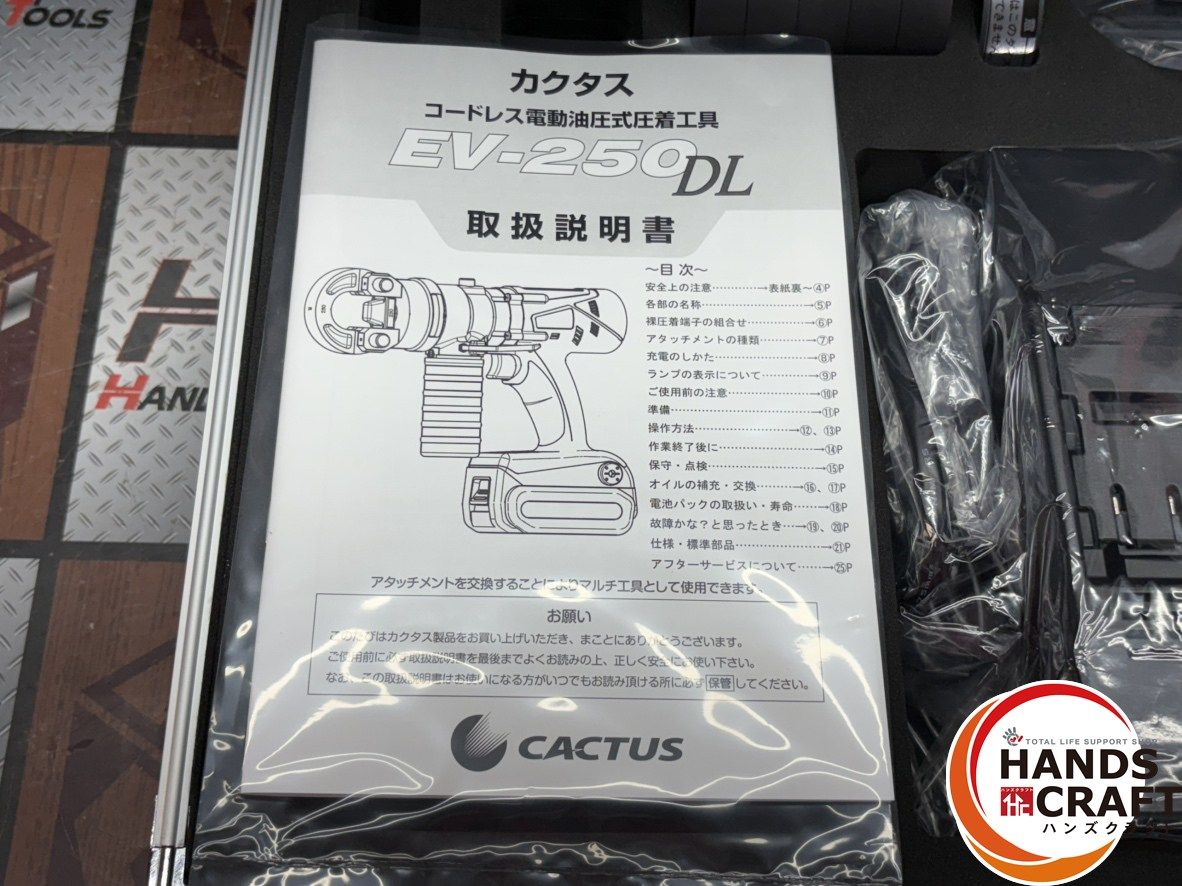 TOOLS
HAND
カクタス
コードレス電動油圧式圧着工具
EV-250DL
取扱説明書
〜目次〜
安全上の注意…………→表紙裏〜④P
各部の名称………………………→⑤P
裸圧着端子の組合せ……………→⑥P
アタッチメントの種類…………→⑦P
充電のしかた……………………→⑧P
ランプの表示について…………→⑨P
ご使用前の注意…………………→⑩P
準備………………………………→⑪P
操作方法……………………→⑫、⑬P
作業終了後に……………………→⑭P
保守・点検………………………→⑮P
オイルの補充・交換………→⑯、⑰P
電池パックの取扱い・寿命……→⑱P
故障かな?と思ったとき…→⑲、⑳P
仕様・標準部品…………………→㉑P
アフターサービスについて……→㉕P
アタッチメントを交換することによりマルチ工具として使用できます。
お願い
このたびはカクタス製品をお買い上げいただき、まことにありがとうございます。
ご使用前に必ず取扱説明書を最後までよくお読みの上、正しく安全にお使い下さい。
なお、この取扱説明書はお使いになる方がいつでもお読み頂ける所に必ず保管してください。
CACTUS
TOTAL LIFE SUPPORT SHOP
HANDS
ハンズクラフト
CRAFT
ハンズクラフト